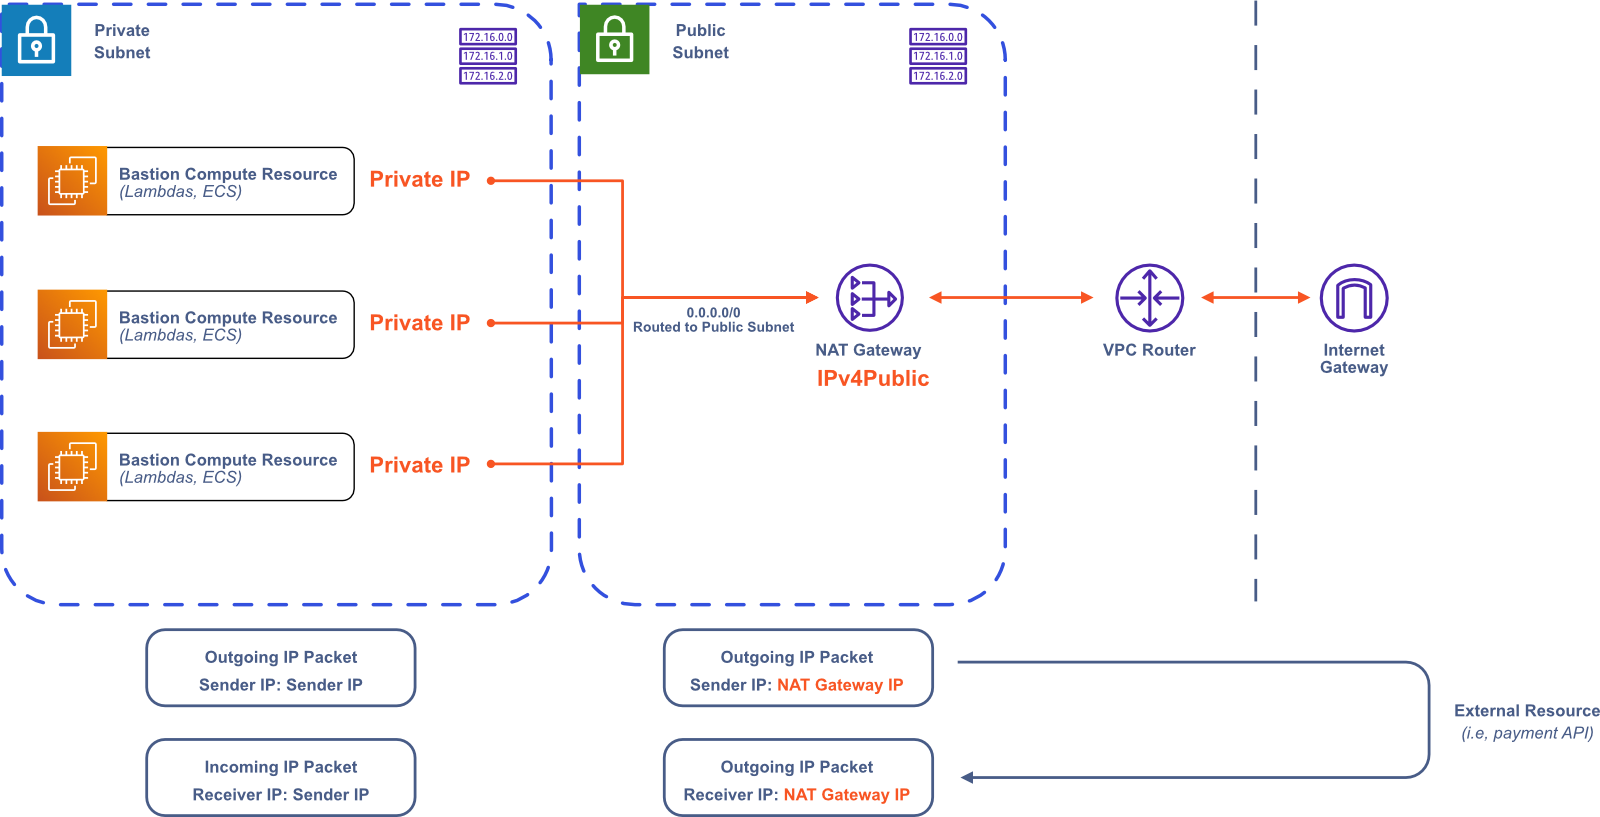 Private
Subnet
172.16.0.0
172.16.1.0
172.16.2.0
Public
Subnet
172.16.0.0
172.16.1.0
172.16.2.0
Bastion Compute Resource
(Lambdas, ECS)
Private IP
Bastion Compute Resource
(Lambdas, ECS)
Private IP
Bastion Compute Resource
(Lambdas, ECS)
Private IP
0.0.0.0/0
Routed to Public Subnet
NAT Gateway
IPv4Public
VPC Router
Internet
Gateway
Outgoing IP Packet
Sender IP: Sender IP
Outgoing IP Packet
Sender IP: NAT Gateway IP
Incoming IP Packet
Receiver IP: Sender IP
Outgoing IP Packet
Receiver IP: NAT Gateway IP
External Resource
(i.e, payment API)